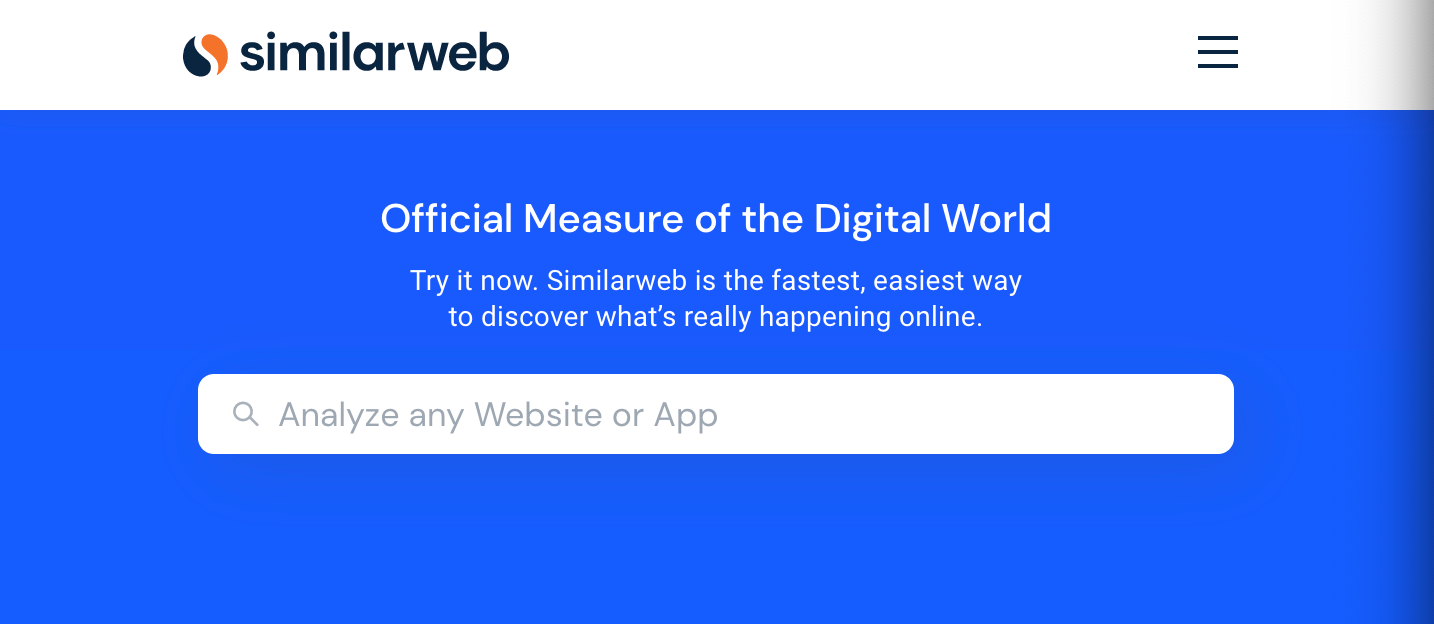 similarweb
Official Measure of the Digital World
Try it now. Similarweb is the fastest, easiest way
to discover what’s really happening online.
Analyze any Website or App